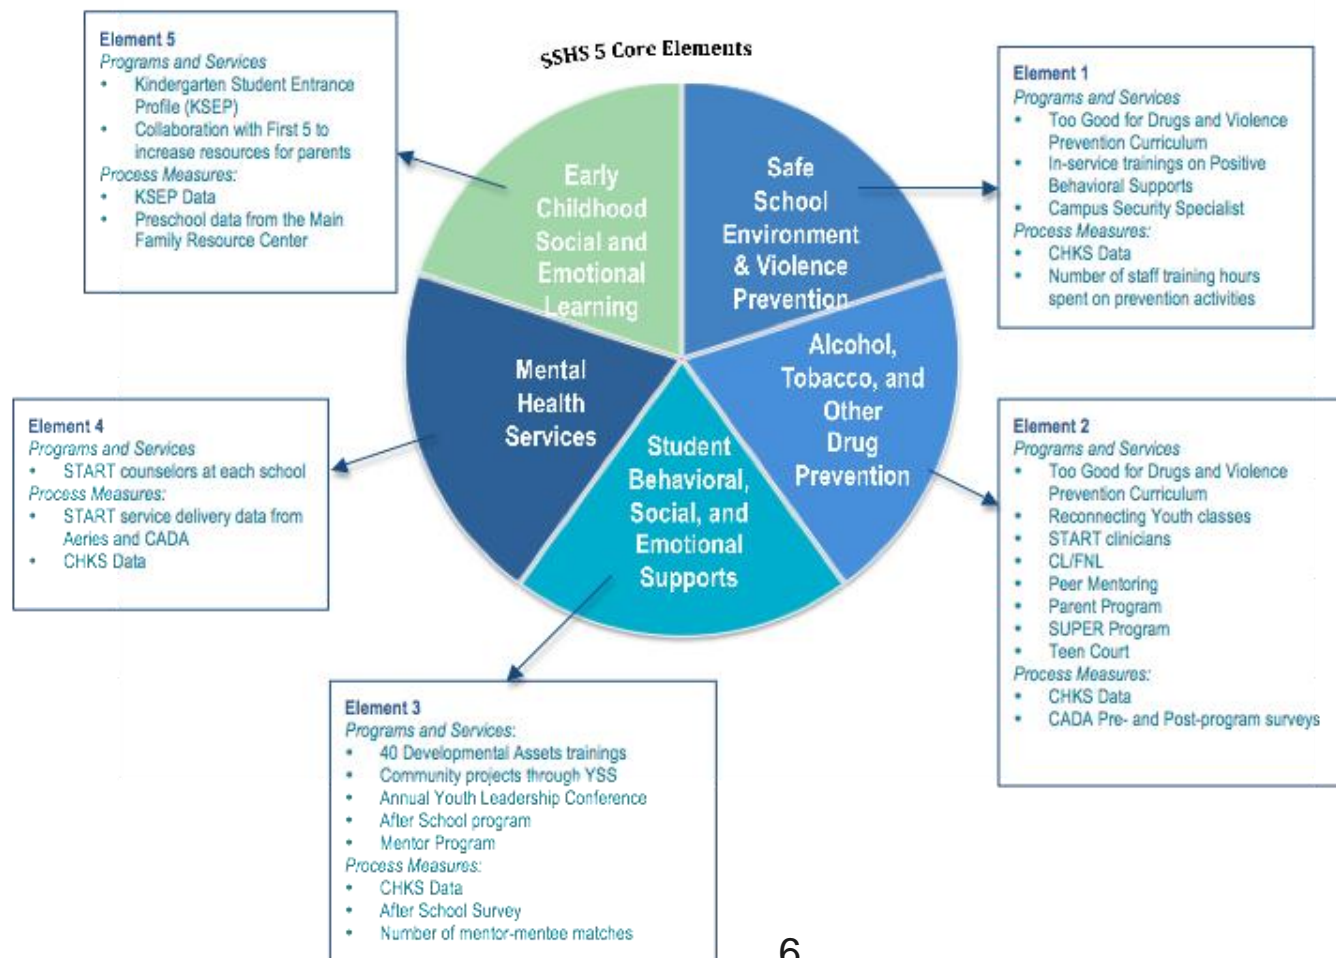 SSHS 5 Core Elements
Element 5
Programs and Services
• Kindergarten Student Entrance
Profile (KSEP)
• Collaboration with First 5 to
increase resources for parents
Process Measures:
• KSEP Data
• Preschool data from the Main
Family Resource Center
Element 1
Programs and Services
• Too Good for Drugs and Violence
Prevention Curriculum
• In-service trainings on Positive
Behavioral Supports
• Campus Security Specialist
Process Measures:
• CHKS Data
• Number of staff training hours
spent on prevention activities
Early
Childhood
Social and
Emotional
Learning
Safe
School
Environment
& Violence
Prevention
Mental
Health
Services
Alcohol,
Tobacco, and
Other
Drug
Prevention
Student
Behavioral,
Social, and
Emotional
Supports
Element 4
Programs and Services
• START counselors at each school
Process Measures:
• START service delivery data from
Aeries and CADA
• CHKS Data
Element 2
Programs and Services
• Too Good for Drugs and Violence
Prevention Curriculum
• Reconnecting Youth classes
• START clinicians
• CL/FNL
• Peer Mentoring
• Parent Program
• SUPER Program
• Teen Court
Process Measures:
• CHKS Data
• CADA Pre- and Post-program surveys
Element 3
Programs and Services:
• 40 Developmental Assets trainings
• Community projects through YSS
• Annual Youth Leadership Conference
• After School program
• Mentor Program
Process Measures:
• CHKS Data
• After School Survey
• Number of mentor-mentee matches
6